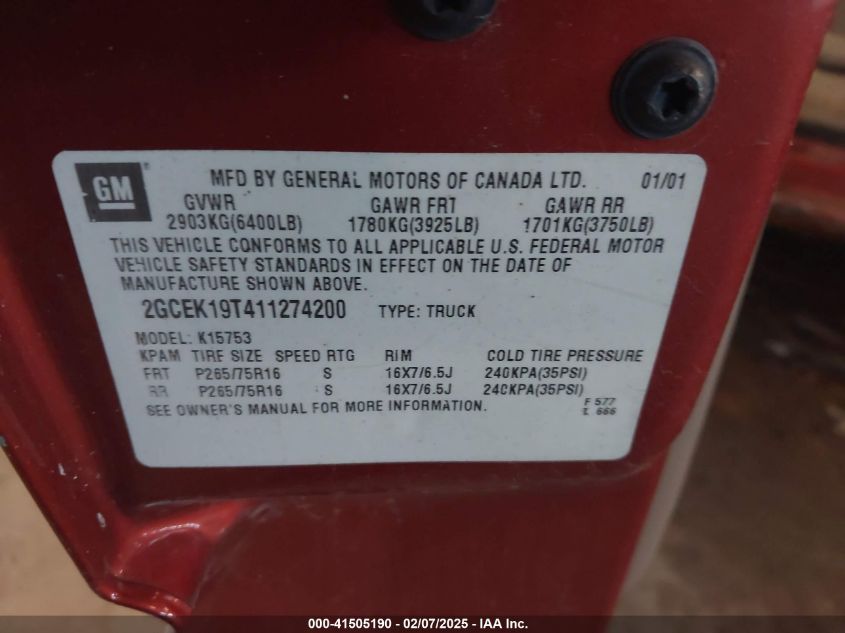 GM ®
MFD BY GENERAL MOTORS OF CANADA LTD. 01/01
GVWR GAWR FRT GAWR RR
2903KG(6400LB) 1780KG(3925LB) 1701KG(3750LB)
THIS VEHICLE CONFORMS TO ALL APPLICABLE U.S. FEDERAL MOTOR
VEHICLE SAFETY STANDARDS IN EFFECT ON THE DATE OF
MANUFACTURE SHOWN ABOVE.
2GCEK19T411274200 TYPE: TRUCK
MODEL: K15753
KPAM TIRE SIZE SPEED RTG RIM COLD TIRE PRESSURE
FRT P265/75R16 S 16X7/6.5J 240KPA(35PSI)
RR P265/75R16 S 16X7/6.5J 240KPA(35PSI)
SEE OWNER'S MANUAL FOR MORE INFORMATION.
F 577
666
000-41505190 - 02/07/2025 - IAA Inc.